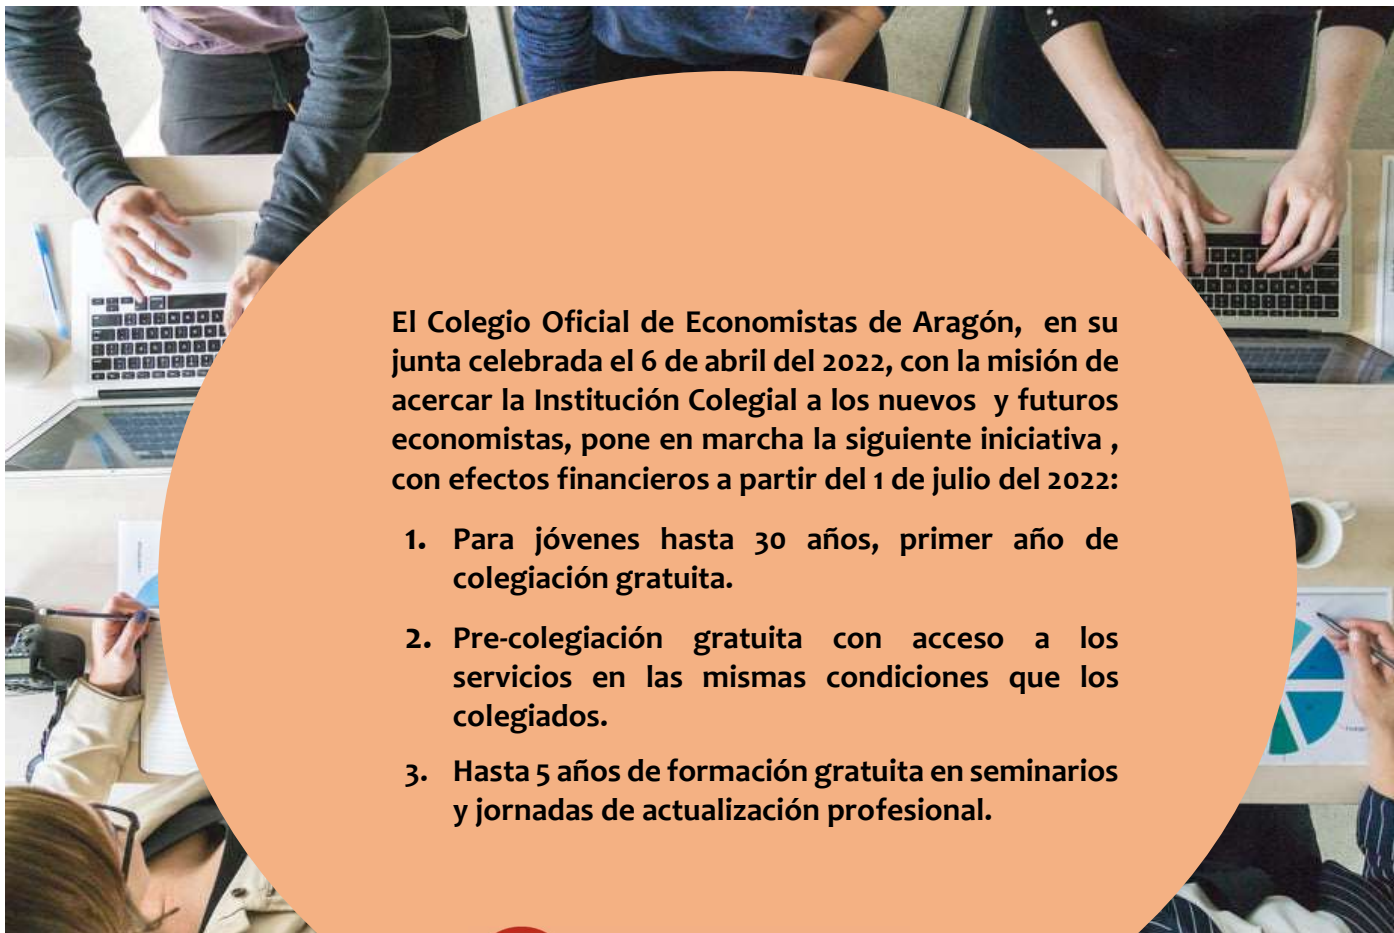 El Colegio Oficial de Economistas de Aragón, en su
junta celebrada el 6 de abril del 2022, con la misión de
acercar la Institución Colegial a los nuevos y futuros
economistas, pone en marcha la siguiente iniciativa ,
con efectos financieros a partir del 1 de julio del 2022:
1. Para jóvenes hasta 30 años, primer año de
colegiación gratuita.
2. Pre-colegiación gratuita con acceso a los
servicios en las mismas condiciones que los
colegiados.
3. Hasta 5 años de formación gratuita en seminarios
y jornadas de actualización profesional.